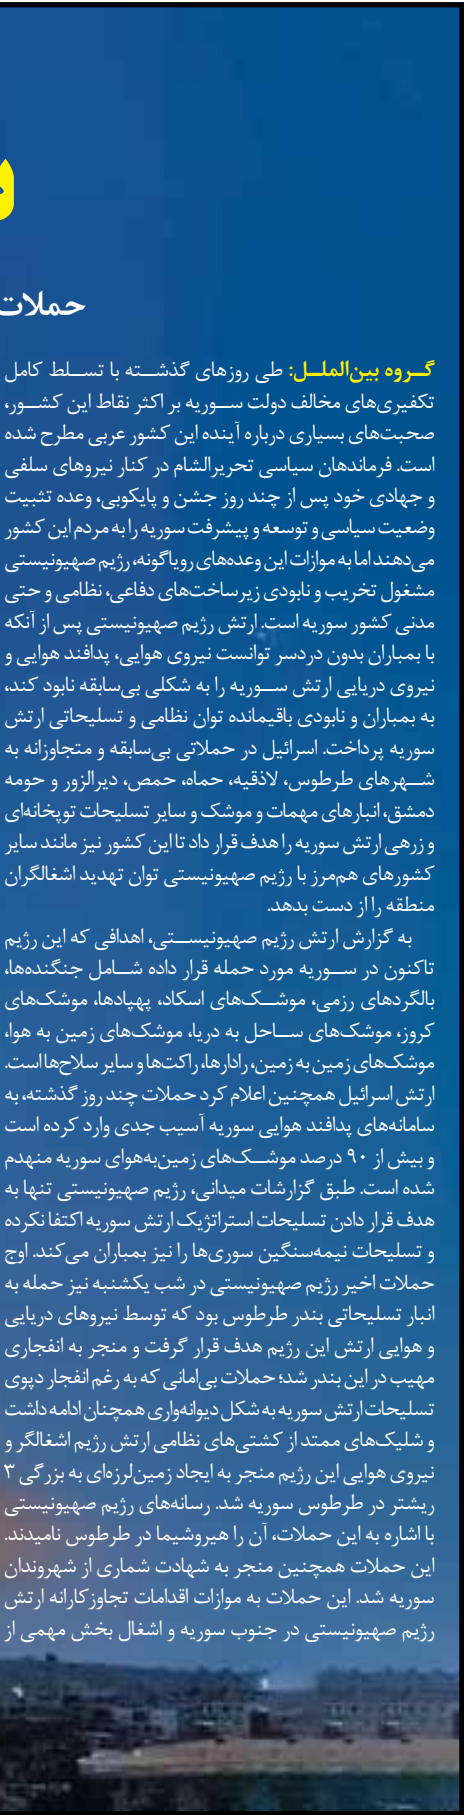 حملات
گروه بین‌الملل: طی روزهای گذشته با تسلط کامل
تکفیری‌های مخالف دولت سوریه بر اکثر نقاط این کشور،
صحبت‌های بسیاری درباره آینده این کشور عربی مطرح شده
است. فرماندهان سیاسی تحریرالشام در کنار نیروهای سلفی
و جهادی خود پس از چند روز جشن و پایکوبی، وعده تثبیت
وضعیت سیاسی و توسعه و پیشرفت سوریه را به مردم این کشور
می‌دهند اما به موازات این وعده‌های رویاگونه، رژیم صهیونیستی
مشغول تخریب و نابودی زیرساخت‌های دفاعی، نظامی و حتی
مدنی کشور سوریه است. ارتش رژیم صهیونیستی پس از آنکه
با بمباران بدون دردسر توانست نیروی هوایی، پدافند هوایی و
نیروی دریایی ارتش سوریه را به شکلی بی‌سابقه نابود کند،
به بمباران و نابودی باقیمانده توان نظامی و تسلیحاتی ارتش
سوریه پرداخت. اسرائیل در حملاتی بی‌سابقه و متجاوزانه به
شهرهای طرطوس، لاذقیه، حماه، حمص، دیرالزور و حومه
دمشق، انبارهای مهمات و موشک و سایر تسلیحات توپخانه‌ای
و زرهی ارتش سوریه را هدف قرار داد تا این کشور نیز مانند سایر
کشورهای هم‌مرز با رژیم صهیونیستی توان تهدید اشغالگران
منطقه را از دست بدهد.
به گزارش ارتش رژیم صهیونیستی، اهدافی که این رژیم
تاکنون در سوریه مورد حمله قرار داده شامل جنگنده‌ها،
بالگردهای رزمی، موشک‌های اسکاد، پهپادها، موشک‌های
کروز، موشک‌های ساحل به دریا، موشک‌های زمین به هوا،
موشک‌های زمین به زمین، رادارها، راکت‌ها و سایر سلاح‌ها است.
ارتش اسرائیل همچنین اعلام کرد حملات چند روز گذشته، به
سامانه‌های پدافند هوایی سوریه آسیب جدی وارد کرده است
و بیش از ۹۰ درصد موشک‌های زمین‌به‌هوای سوریه منهدم
شده است. طبق گزارشات میدانی، رژیم صهیونیستی تنها به
هدف قرار دادن تسلیحات استراتژیک ارتش سوریه اکتفا نکرده
و تسلیحات نیمه‌سنگین سوری‌ها را نیز بمباران می‌کند. اوج
حملات اخیر رژیم صهیونیستی در شب یکشنبه نیز حمله به
انبار تسلیحاتی بندر طرطوس بود که توسط نیروهای دریایی
و هوایی ارتش این رژیم هدف قرار گرفت و منجر به انفجاری
مهیب در این بندر شد؛ حملات بی‌امانی که به رغم انفجار دپوی
تسلیحات ارتش سوریه به شکل دیوانه‌واری همچنان ادامه داشت
و شلیک‌های ممتد از کشتی‌های نظامی ارتش رژیم اشغالگر و
نیروی هوایی این رژیم منجر به ایجاد زمین‌لرزه‌ای به بزرگی ۳
ریشتر در طرطوس سوریه شد. رسانه‌های رژیم صهیونیستی
با اشاره به این حملات، آن را هیروشیما در طرطوس نامیدند.
این حملات همچنین منجر به شهادت شماری از شهروندان
سوریه شد. این حملات به موازات اقدامات تجاوزکارانه ارتش
رژیم صهیونیستی در جنوب سوریه و اشغال بخش مهمی از